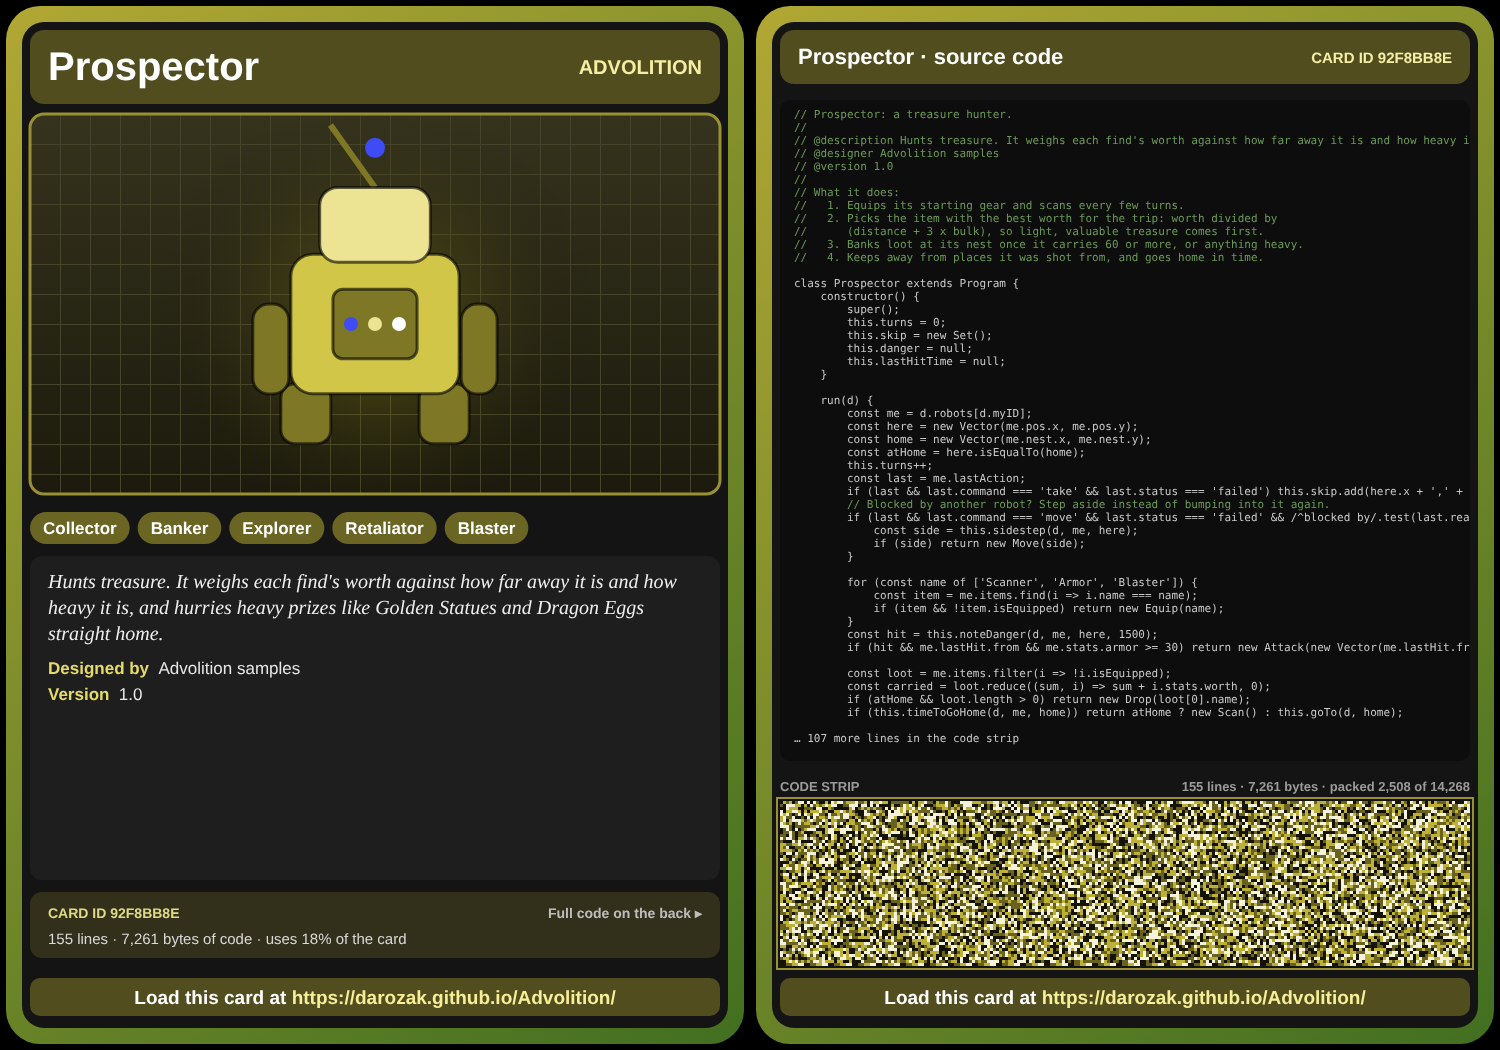 Prospector
ADVOLITION
Collector
Banker
Explorer
Retaliator
Blaster
Hunts treasure. It weighs each find's worth against how far away it is and how
heavy it is, and hurries heavy prizes like Golden Statues and Dragon Eggs
straight home.
Designed by Advolition samples
Version 1.0
CARD ID 92F8BB8E
Full code on the back ▸
155 lines · 7,261 bytes of code · uses 18% of the card
Load this card at https://darozak.github.io/Advolition/
Prospector · source code
CARD ID 92F8BB8E
// Prospector: a treasure hunter.
//
// @description Hunts treasure. It weighs each find's worth against how far away it is and how heavy i
// @designer Advolition samples
// @version 1.0
//
// What it does:
//   1. Equips its starting gear and scans every few turns.
//   2. Picks the item with the best worth for the trip: worth divided by
//      (distance + 3 x bulk), so light, valuable treasure comes first.
//   3. Banks loot at its nest once it carries 60 or more, or anything heavy.
//   4. Keeps away from places it was shot from, and goes home in time.
class Prospector extends Program {
    constructor() {
        super();
        this.turns = 0;
        this.skip = new Set();
        this.danger = null;
        this.lastHitTime = null;
    }
    run(d) {
        const me = d.robots[d.myID];
        const here = new Vector(me.pos.x, me.pos.y);
        const home = new Vector(me.nest.x, me.nest.y);
        const atHome = here.isEqualTo(home);
        this.turns++;
        const last = me.lastAction;
        if (last && last.command === 'take' && last.status === 'failed') this.skip.add(here.x + ',' +
        // Blocked by another robot? Step aside instead of bumping into it again.
        if (last && last.command === 'move' && last.status === 'failed' && /^blocked by/.test(last.rea
            const side = this.sidestep(d, me, here);
            if (side) return new Move(side);
        }
        for (const name of ['Scanner', 'Armor', 'Blaster']) {
            const item = me.items.find(i => i.name === name);
            if (item && !item.isEquipped) return new Equip(name);
        }
        const hit = this.noteDanger(d, me, here, 1500);
        if (hit && me.lastHit.from && me.stats.armor >= 30) return new Attack(new Vector(me.lastHit.fr
        const loot = me.items.filter(i => !i.isEquipped);
        const carried = loot.reduce((sum, i) => sum + i.stats.worth, 0);
        if (atHome && loot.length > 0) return new Drop(loot[0].name);
        if (this.timeToGoHome(d, me, home)) return atHome ? new Scan() : this.goTo(d, home);
… 107 more lines in the code strip
CODE STRIP
155 lines · 7,261 bytes · packed 2,508 of 14,268
Load this card at https://darozak.github.io/Advolition/